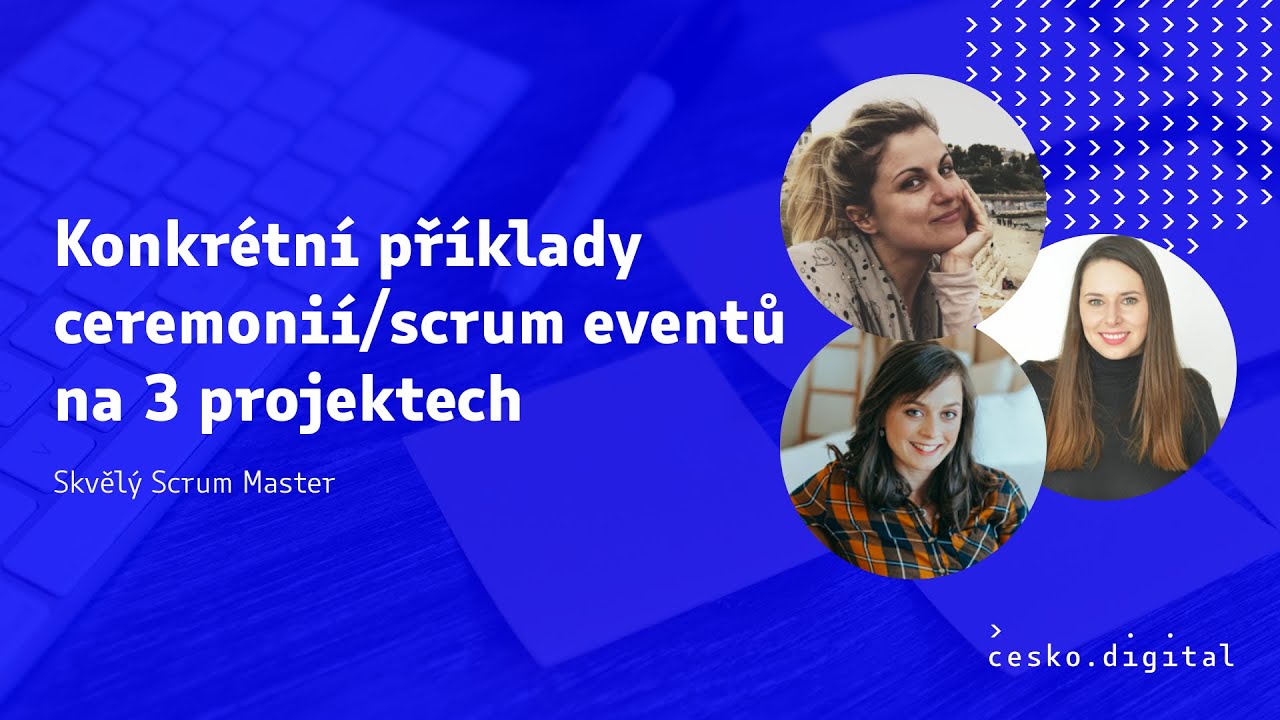 Konkrétní příklady
ceremonií/scrum eventů
na 3 projektech
Skvělý Scrum Master
cesko.digital